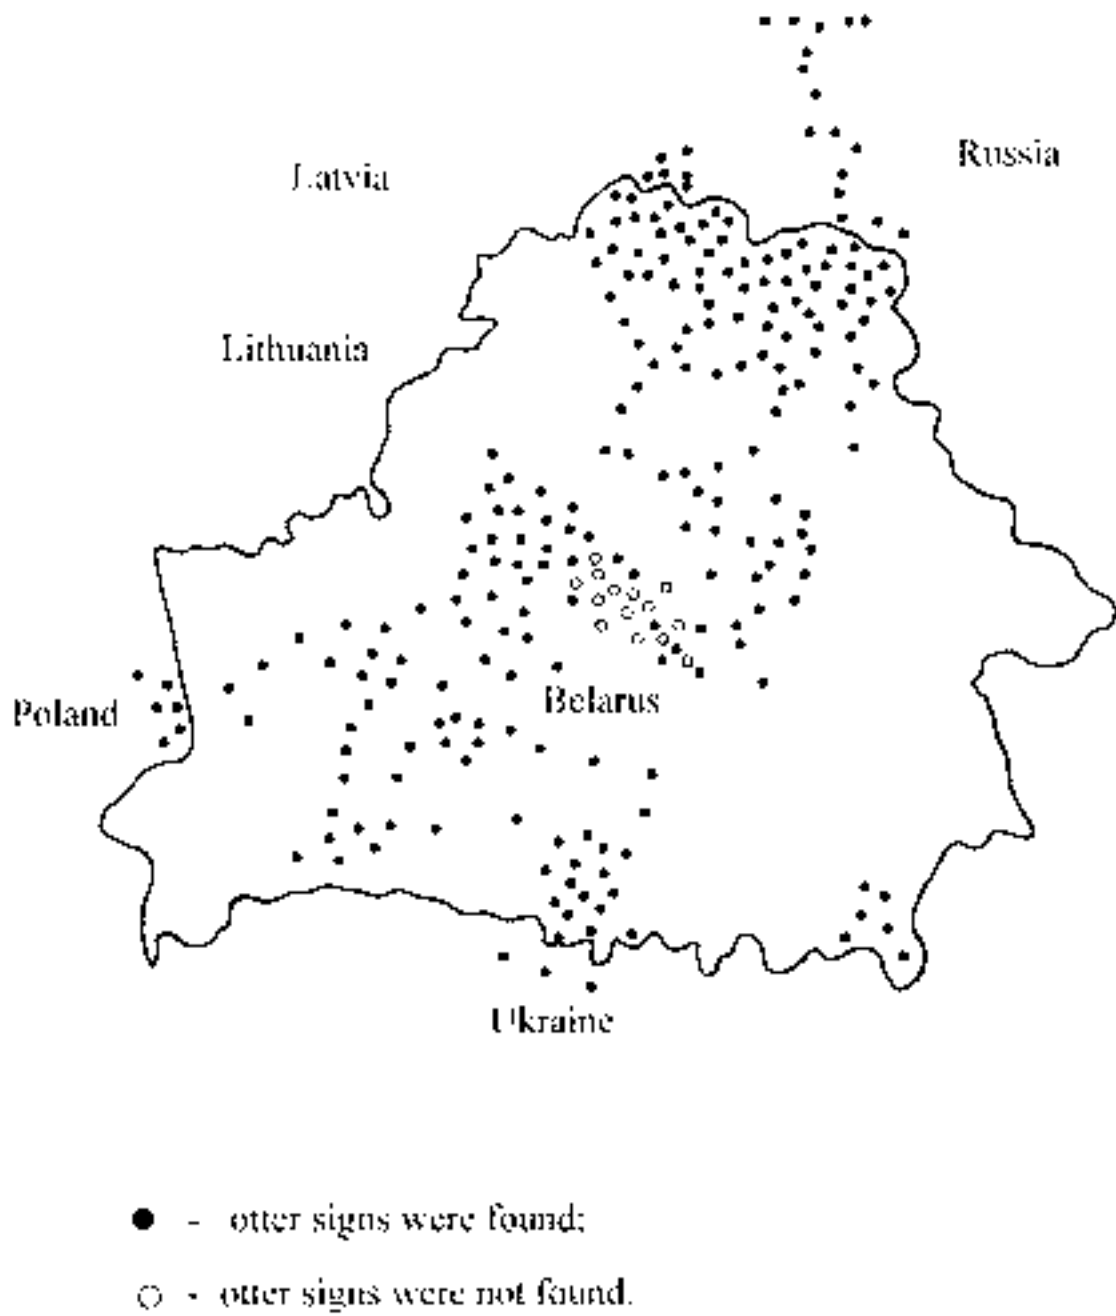 Latvia
Russia
Lithuania
Poland
Belarus
Ukraine
- otter signs were found;
- otter signs were not found.